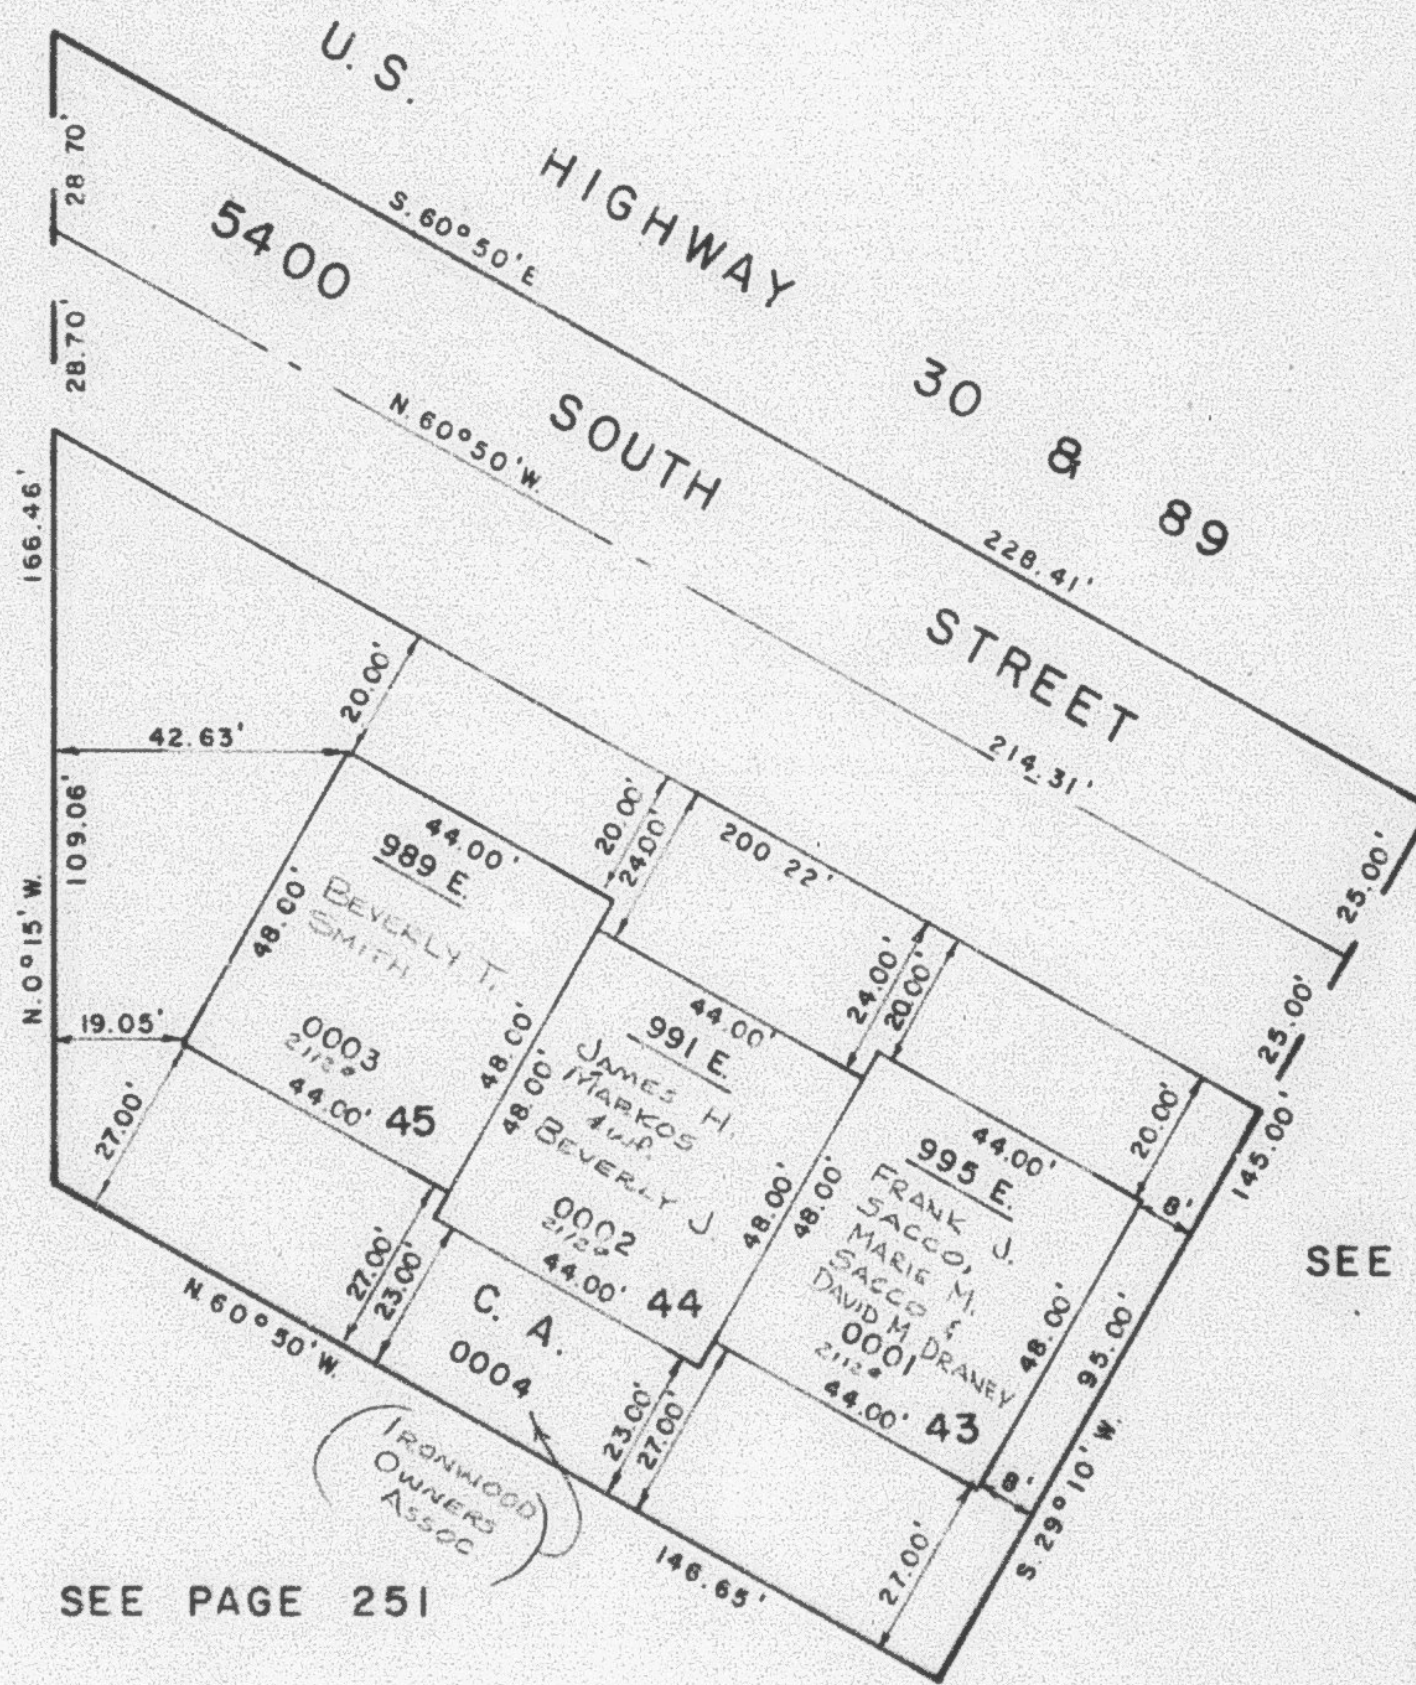 U. S.
HIGHWAY
30 & 89
28 70'
S. 60° 50' E
228.41'
5400
SOUTH
STREET
28.70'
N. 60° 50' W.
214.31'
25.00'
25.00'
166.46'
N. 0° 15' W.
109.06'
42.63'
19.05'
20.00'
20.00'
24.00'
200 22'
24.00'
20.00'
20.00'
145.00'
8'
44.00'
989 E.
BEVERLY T.
SMITH
48.00'
48.00'
0003
2112
44.00' 45
27.00'
44.00'
991 E.
JAMES H.
MARKOS
& wf.
BEVERLY J.
48.00'
48.00'
0002
2112
44.00' 44
27.00'
23.00'
44.00'
995 E.
FRANK J.
SACCO,
MARIE M.
SACCO &
DAVID M DRANEY
48.00'
48.00'
0001
2112
44.00' 43
95.00'
8'
S. 29° 10' W.
SEE
C. A.
0004
23.00'
27.00'
27.00'
N. 60° 50' W.
146.65'
(IRONWOOD
OWNERS
ASSOC)
SEE PAGE 251